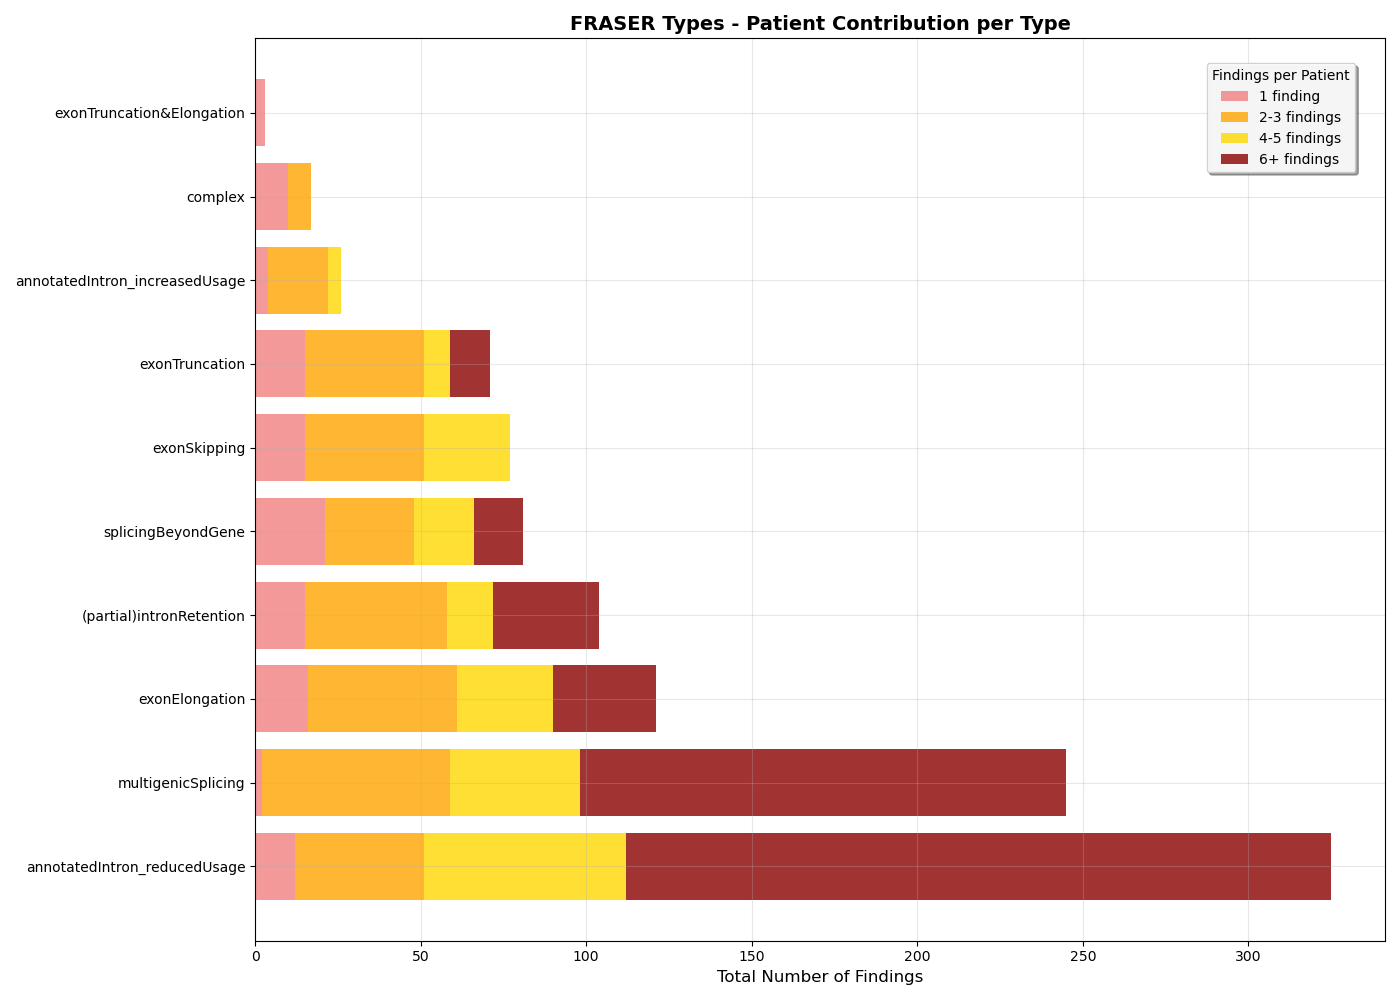 FRASER Types - Patient Contribution per Type
Findings per Patient
1 finding
2-3 findings
4-5 findings
6+ findings
exonTruncation&Elongation
complex
annotatedIntron_increasedUsage
exonTruncation
exonSkipping
splicingBeyondGene
(partial)intronRetention
exonElongation
multigenicSplicing
annotatedIntron_reducedUsage
0 50 100 150 200 250 300
Total Number of Findings